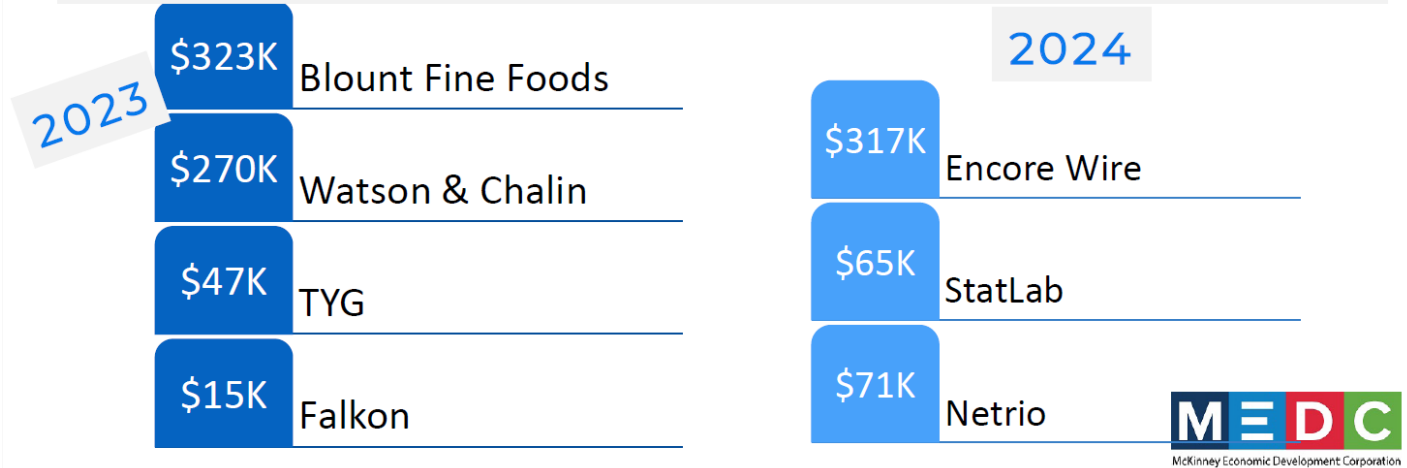 2023
$323K Blount Fine Foods
$270K Watson & Chalin
$47K TYG
$15K Falkon
2024
$317K Encore Wire
$65K StatLab
$71K Netrio
MEDC
McKinney Economic Development Corporation